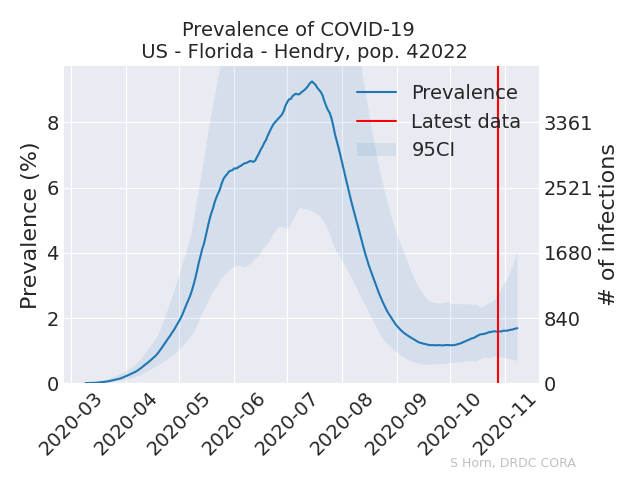 Prevalence of COVID-19
US - Florida - Hendry, pop. 42022
Prevalence
Latest data
95CI
Prevalence (%)
8
6
4
2
0
3361
2521
1680
840
0
# of infections
2020-03
2020-04
2020-05
2020-06
2020-07
2020-08
2020-09
2020-10
2020-11
S Horn, DRDC CORA